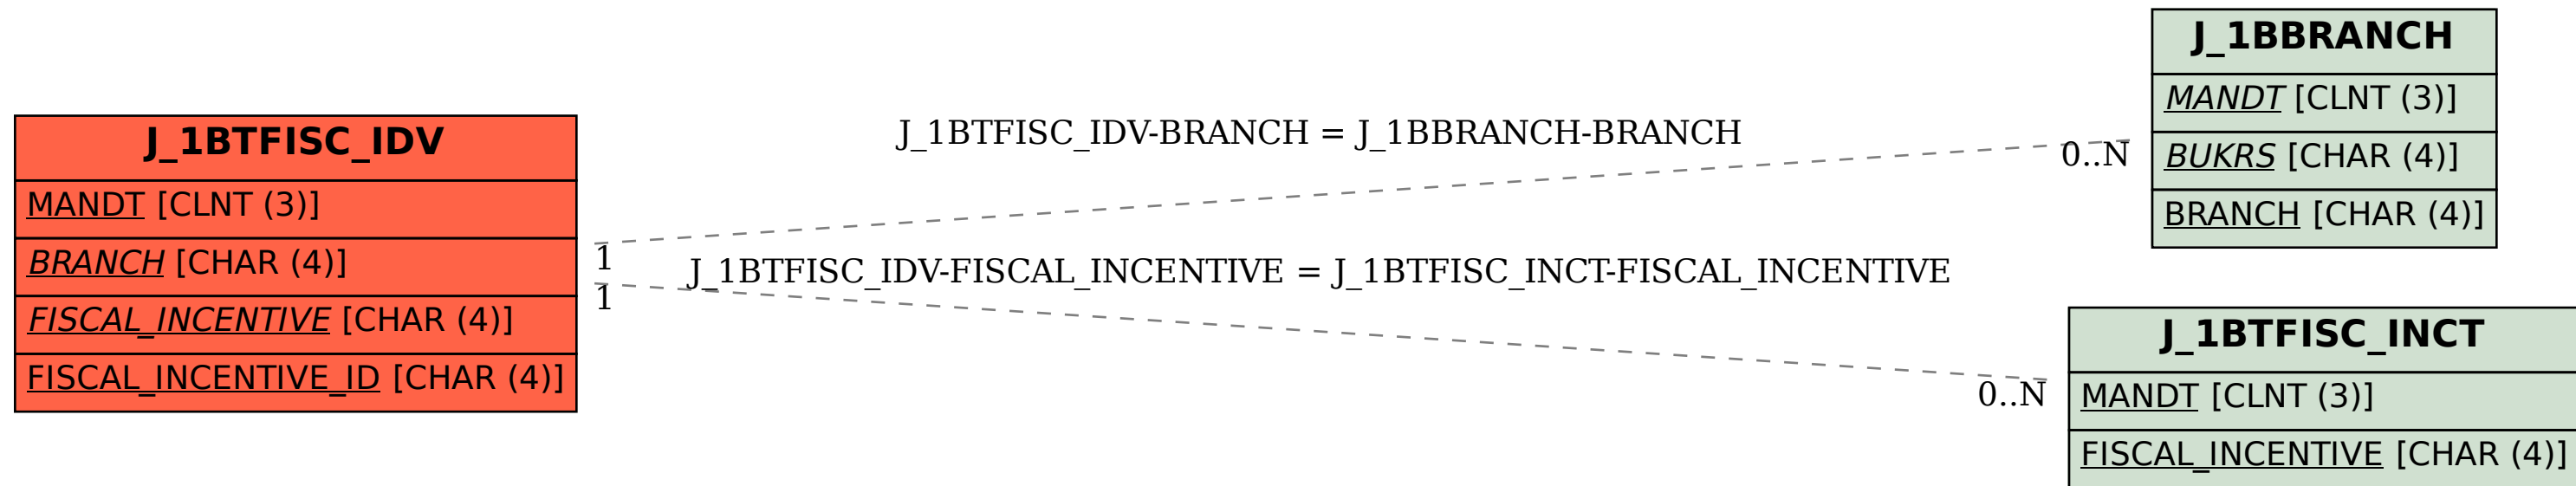 J_1BTFISC_IDV
MANDT [CLNT (3)]
BRANCH [CHAR (4)]
FISCAL_INCENTIVE [CHAR (4)]
FISCAL_INCENTIVE_ID [CHAR (4)]
J_1BTFISC_IDV-BRANCH = J_1BBRANCH-BRANCH
1
0..N
J_1BTFISC_IDV-FISCAL_INCENTIVE = J_1BTFISC_INCT-FISCAL_INCENTIVE
1
0..N
J_1BBRANCH
MANDT [CLNT (3)]
BUKRS [CHAR (4)]
BRANCH [CHAR (4)]
J_1BTFISC_INCT
MANDT [CLNT (3)]
FISCAL_INCENTIVE [CHAR (4)]